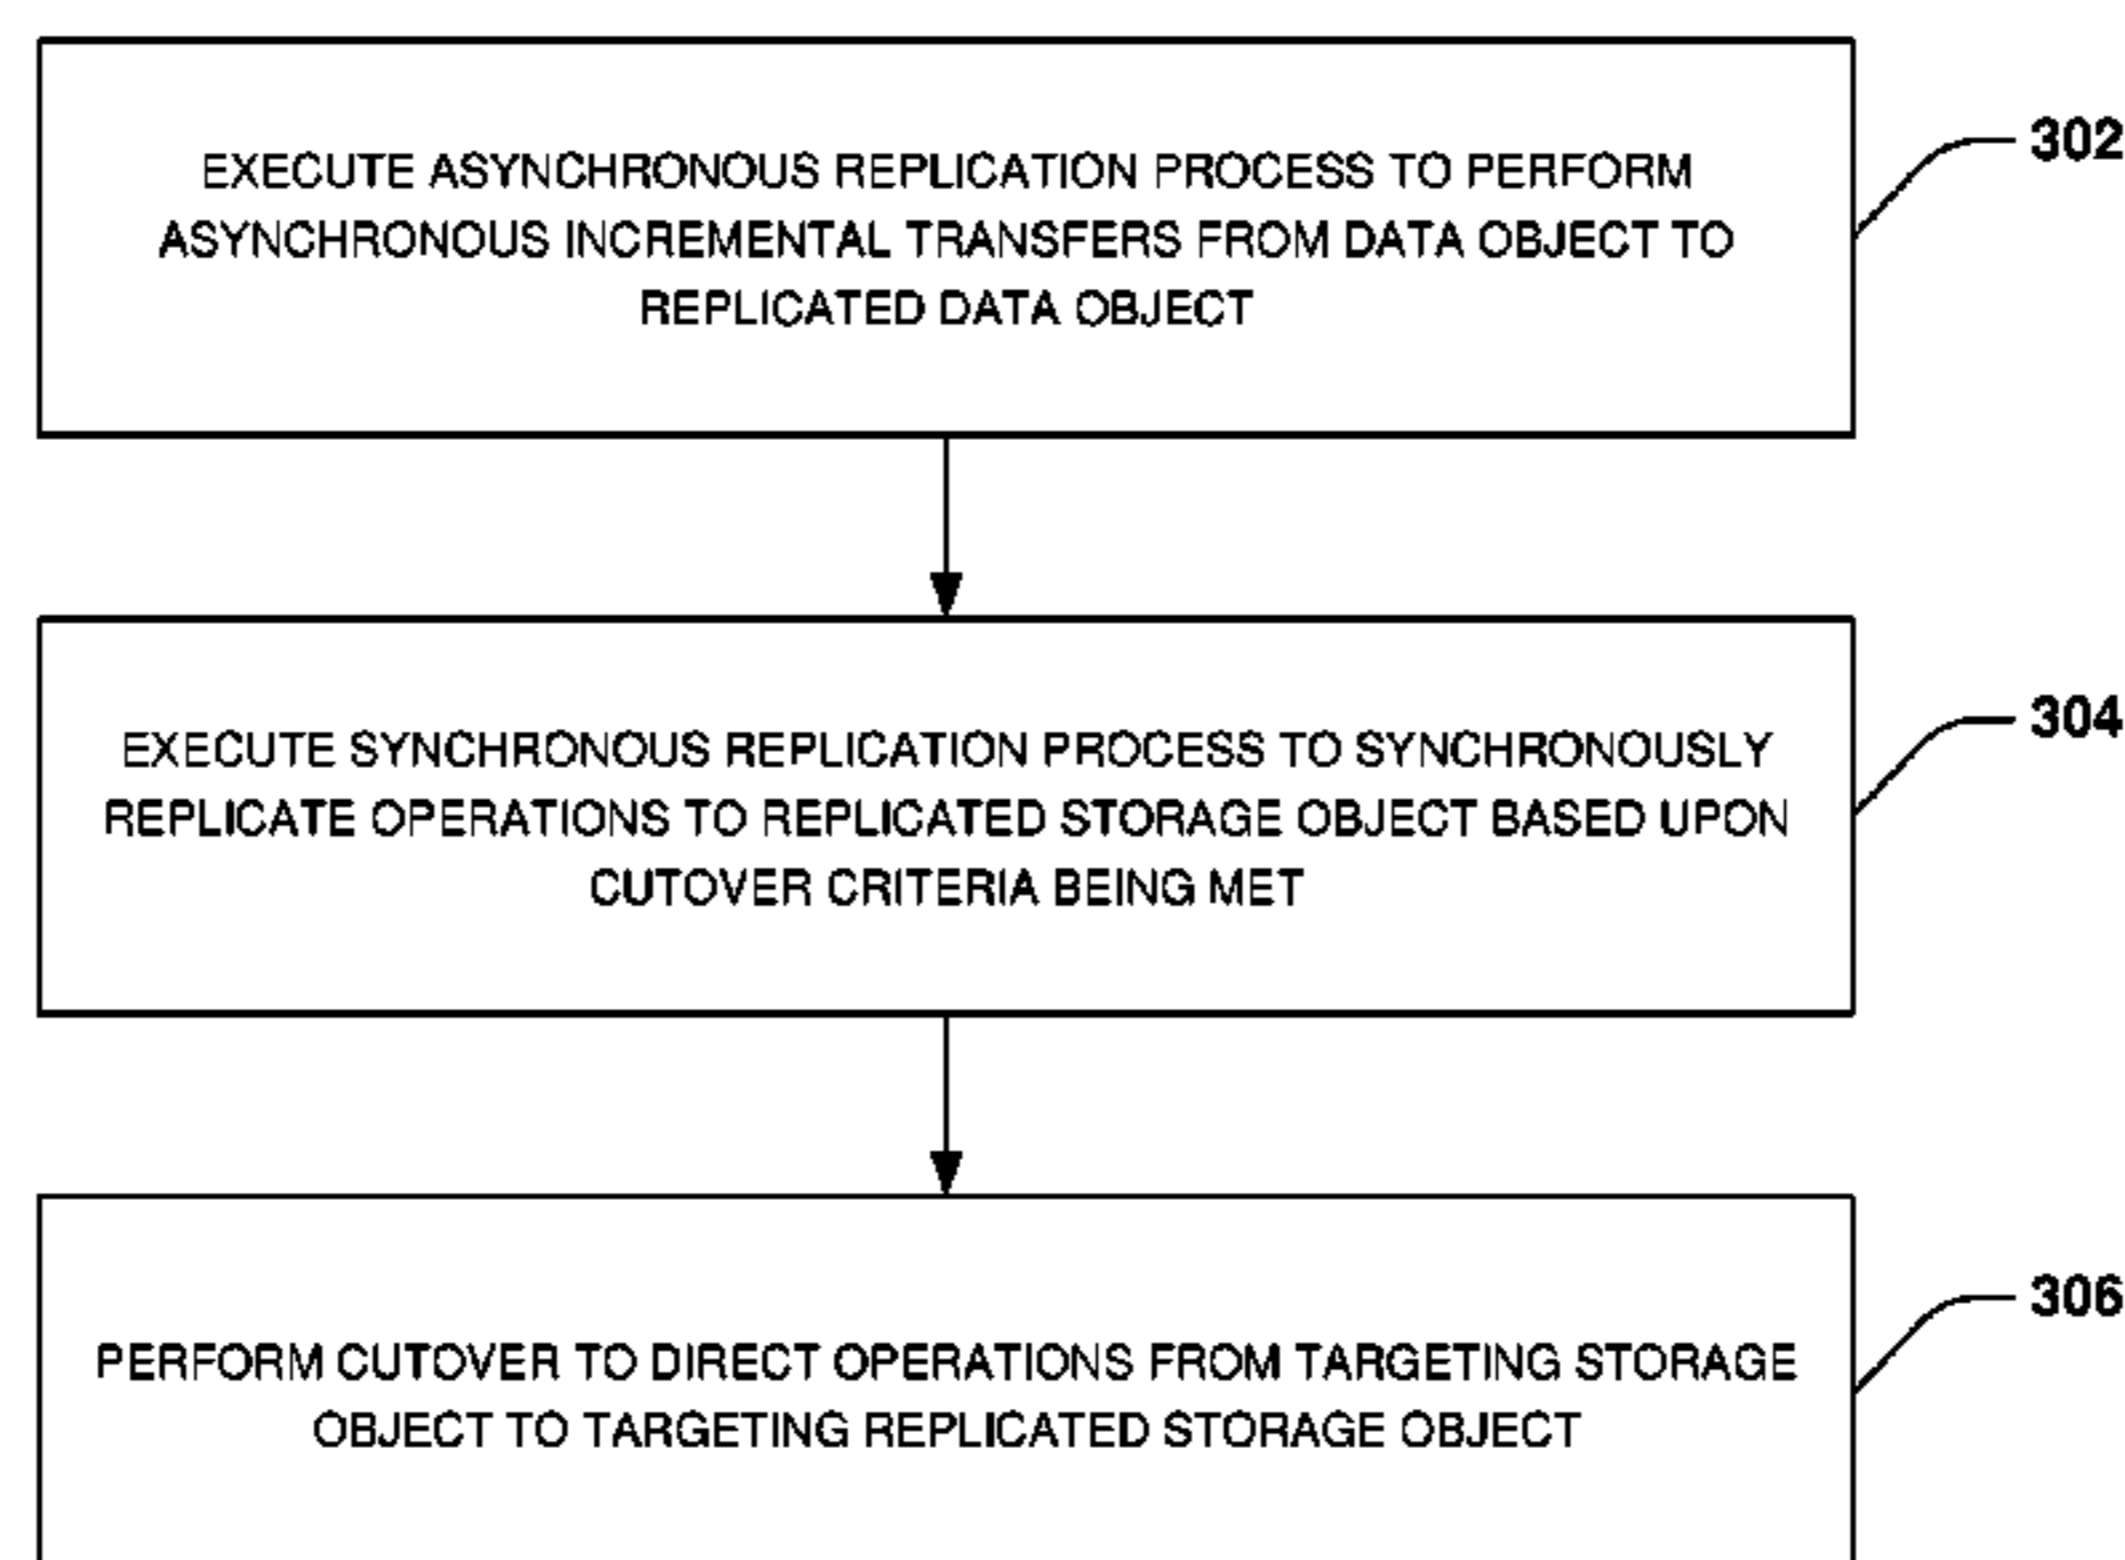 EXECUTE ASYNCHRONOUS REPLICATION PROCESS TO PERFORM
ASYNCHRONOUS INCREMENTAL TRANSFERS FROM DATA OBJECT TO
REPLICATED DATA OBJECT
302
EXECUTE SYNCHRONOUS REPLICATION PROCESS TO SYNCHRONOUSLY
REPLICATE OPERATIONS TO REPLICATED STORAGE OBJECT BASED UPON
CUTOVER CRITERIA BEING MET
304
PERFORM CUTOVER TO DIRECT OPERATIONS FROM TARGETING STORAGE
OBJECT TO TARGETING REPLICATED STORAGE OBJECT
306